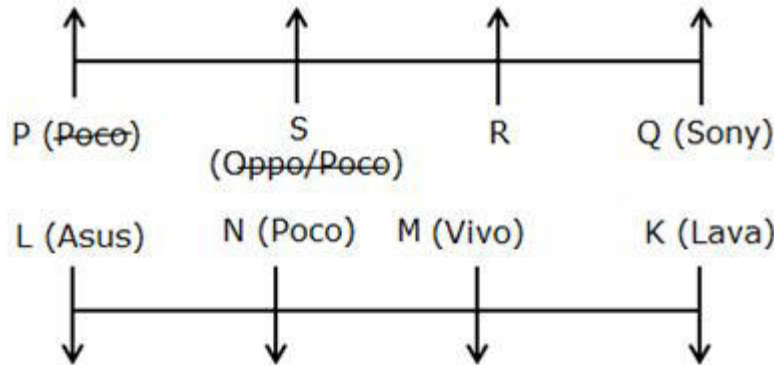 P (Poco) S R Q (Sony)
(Oppo/Poco)
L (Asus) N (Poco) M (Vivo) K (Lava)